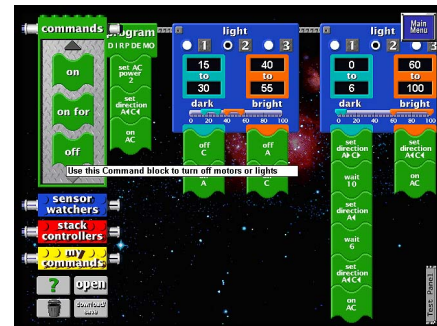 commands
on
on for
off
Use this Command block to turn off motors or lights
sensor
watchers
stack
controllers
my
commands
?
open
download/
save
program
DIRPDEMO
set AC
power
2
set
direction
on
AC
light
1
2
3
15
to
30
dark
40
to
55
bright
0 20 40 60 80 100
off
C
A
off
A
C
light
1
2
3
0
to
6
dark
60
to
100
bright
0 20 40 60 80 100
set
direction
wait
10
set
direction
wait
6
set
direction
on
AC
set
direction
on
AC
Main
Menu
Test Panel